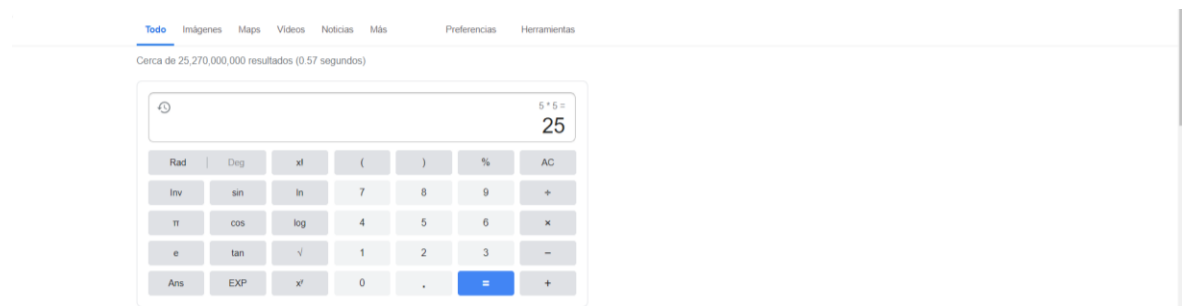 Todo Imágenes Maps Vídeos Noticias Más Preferencias Herramientas
Cerca de 25,270,000,000 resultados (0.57 segundos)
5 * 5 =
25
Rad | Deg x! ( ) % AC
Inv sin ln 7 8 9 ÷
π cos log 4 5 6 ×
e tan √ 1 2 3 −
Ans EXP xʸ 0 . = +